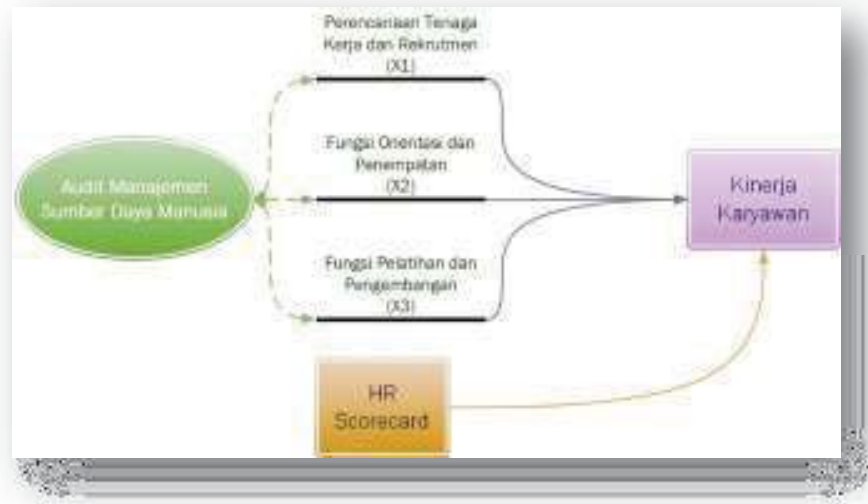 Perencanaan Tenaga
Kerja dan Rekrutmen
(X1)
Fungsi Orientasi dan
Penempatan
(X2)
Audit Manajemen
Sumber Daya Manusia
Kinerja
Karyawan
Fungsi Pelatihan dan
Pengembangan
(X3)
HR
Scorecard